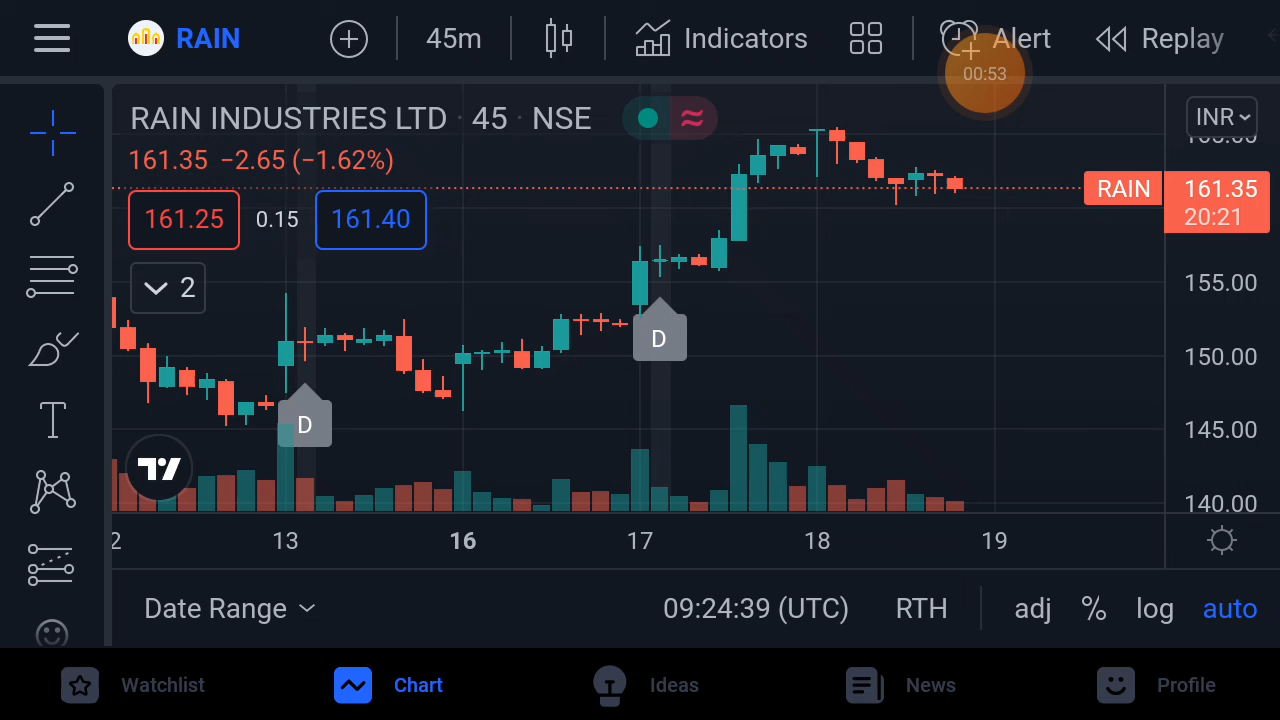 RAIN
45m
Indicators
Alert
Replay
00:53
RAIN INDUSTRIES LTD · 45 · NSE
INR
161.35 −2.65 (−1.62%)
161.25 0.15 161.40
RAIN 161.35
20:21
2
155.00
150.00
145.00
140.00
D
D
13 16 17 18 19
Date Range
09:24:39 (UTC) RTH adj % log auto
Watchlist Chart Ideas News Profile